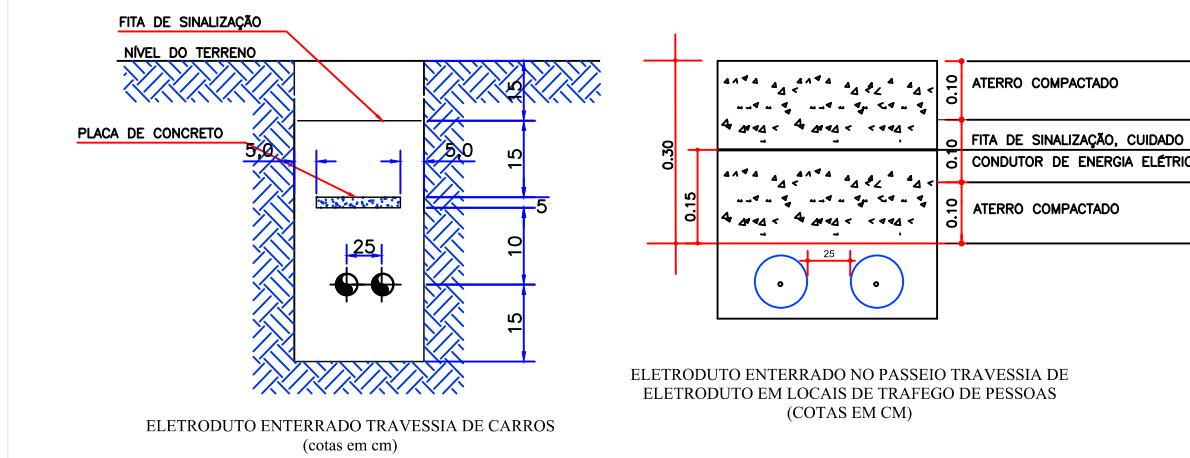 FITA DE SINALIZAÇÃO
NÍVEL DO TERRENO
PLACA DE CONCRETO
5,0
5,0
15
15
5
10
15
25
ELETRODUTO ENTERRADO TRAVESSIA DE CARROS
(cotas em cm)
0.30
0.15
0.10
0.10
0.10
ATERRO COMPACTADO
FITA DE SINALIZAÇÃO, CUIDADO
CONDUTOR DE ENERGIA ELÉTRIC
ATERRO COMPACTADO
25
ELETRODUTO ENTERRADO NO PASSEIO TRAVESSIA DE
ELETRODUTO EM LOCAIS DE TRAFEGO DE PESSOAS
(COTAS EM CM)